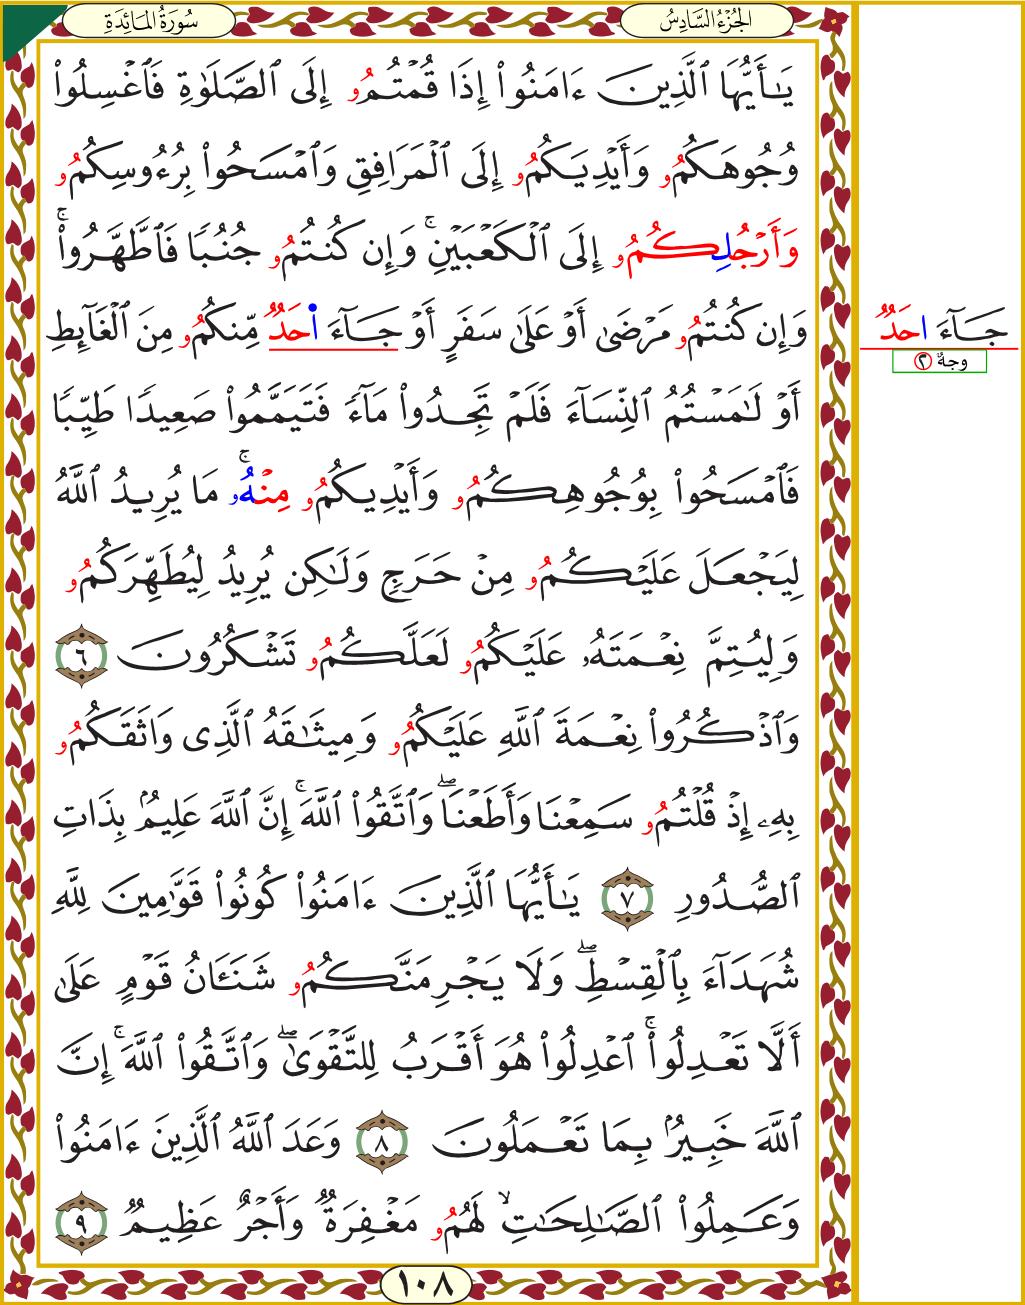 الجُزْءُ السَّادِسُ
سُورَةُ المَائِدَةِ
يَـٰٓأَيُّهَا ٱلَّذِينَ ءَامَنُوٓا۟ إِذَا قُمْتُمُۥ إِلَى ٱلصَّلَوٰةِ فَٱغْسِلُوا۟
وُجُوهَكُمُۥ وَأَيْدِيَكُمُۥ إِلَى ٱلْمَرَافِقِ وَٱمْسَحُوا۟ بِرُءُوسِكُمُۥ
وَأَرْجُلِكُمُۥ إِلَى ٱلْكَعْبَيْنِ ۚ وَإِن كُنتُمُۥ جُنُبًا فَٱطَّهَّرُوا۟ ۚ
وَإِن كُنتُمُۥ مَرْضَىٰ أَوْ عَلَىٰ سَفَرٍ أَوْ جَآءَ اَ۬حَدٌ مِّنكُمُۥ مِنَ ٱلْغَآئِطِ
أَوْ لَـٰمَسْتُمُ ٱلنِّسَآءَ فَلَمْ تَجِدُوا۟ مَآءً فَتَيَمَّمُوا۟ صَعِيدًا طَيِّبًا
فَٱمْسَحُوا۟ بِوُجُوهِكُمُۥ وَأَيْدِيكُمُۥ مِنْهُۥ ۚ مَا يُرِيدُ ٱللَّهُ
لِيَجْعَلَ عَلَيْكُمُۥ مِنْ حَرَجٍ وَلَـٰكِن يُرِيدُ لِيُطَهِّرَكُمُۥ
وَلِيُتِمَّ نِعْمَتَهُۥ عَلَيْكُمُۥ لَعَلَّكُمُۥ تَشْكُرُونَ ٦
وَٱذْكُرُوا۟ نِعْمَةَ ٱللَّهِ عَلَيْكُمُۥ وَمِيثَـٰقَهُ ٱلَّذِى وَاثَقَكُمُۥ
بِهِۦٓ إِذْ قُلْتُمُۥ سَمِعْنَا وَأَطَعْنَا ۖ وَٱتَّقُوا۟ ٱللَّهَ ۚ إِنَّ ٱللَّهَ عَلِيمٌۢ بِذَاتِ
ٱلصُّدُورِ ٧ يَـٰٓأَيُّهَا ٱلَّذِينَ ءَامَنُوا۟ كُونُوا۟ قَوَّٰمِينَ لِلَّهِ
شُهَدَآءَ بِٱلْقِسْطِ ۖ وَلَا يَجْرِمَنَّكُمُۥ شَنَـَٔانُ قَوْمٍ عَلَىٰٓ
أَلَّا تَعْدِلُوا۟ ۚ ٱعْدِلُوا۟ هُوَ أَقْرَبُ لِلتَّقْوَىٰ ۖ وَٱتَّقُوا۟ ٱللَّهَ ۚ إِنَّ
ٱللَّهَ خَبِيرٌۢ بِمَا تَعْمَلُونَ ٨ وَعَدَ ٱللَّهُ ٱلَّذِينَ ءَامَنُوا۟
وَعَمِلُوا۟ ٱلصَّـٰلِحَـٰتِ ۙ لَهُمُۥ مَغْفِرَةٌ وَأَجْرٌ عَظِيمٌ ٩
جَآءَ احَدٌ
وجهٌ ٢
١٠٨